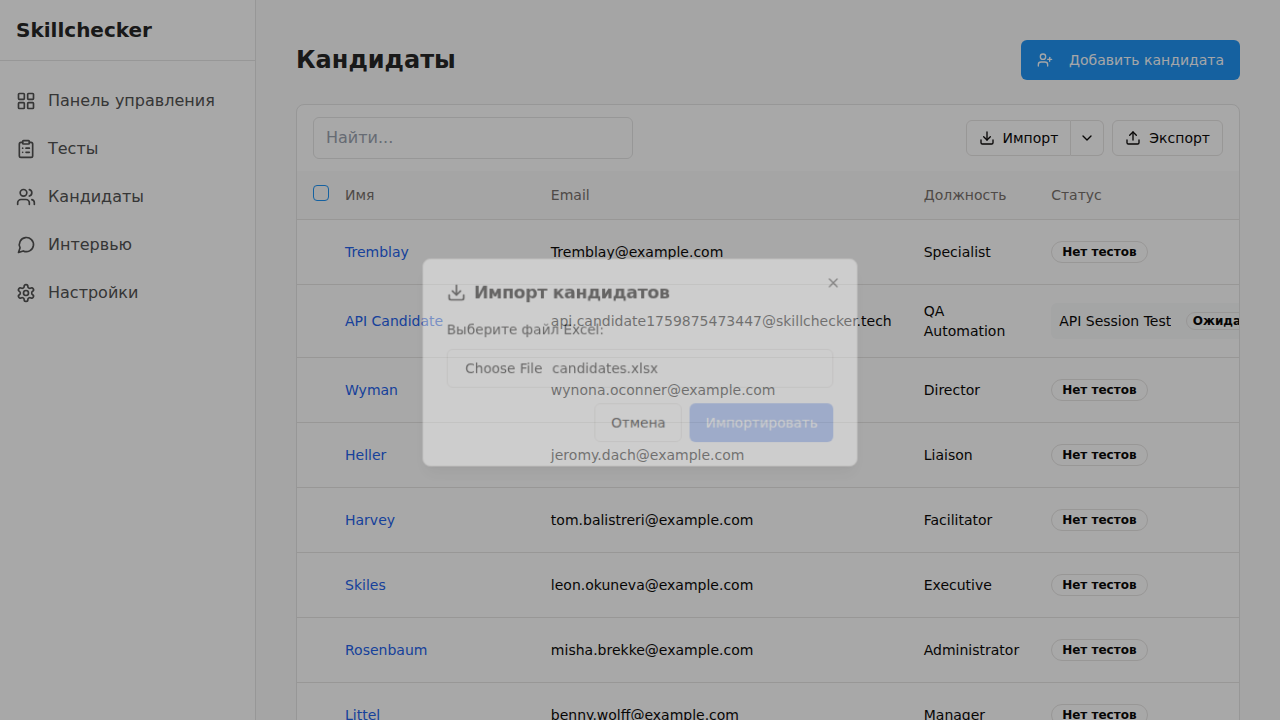 Skillchecker
Панель управления
Тесты
Кандидаты
Интервью
Настройки
Кандидаты
Добавить кандидата
Найти...
Импорт
Экспорт
Имя Email Должность Статус
Tremblay Tremblay@example.com Specialist Нет тестов
API Candidate api.candidate1759875473447@skillchecker.tech QA Automation API Session Test Ожида
Wyman wynona.oconner@example.com Director Нет тестов
Heller jeromy.dach@example.com Liaison Нет тестов
Harvey tom.balistreri@example.com Facilitator Нет тестов
Skiles leon.okuneva@example.com Executive Нет тестов
Rosenbaum misha.brekke@example.com Administrator Нет тестов
Littel benny.wolff@example.com Manager Нет тестов
Импорт кандидатов
Выберите файл Excel:
Choose File candidates.xlsx
Отмена
Импортировать